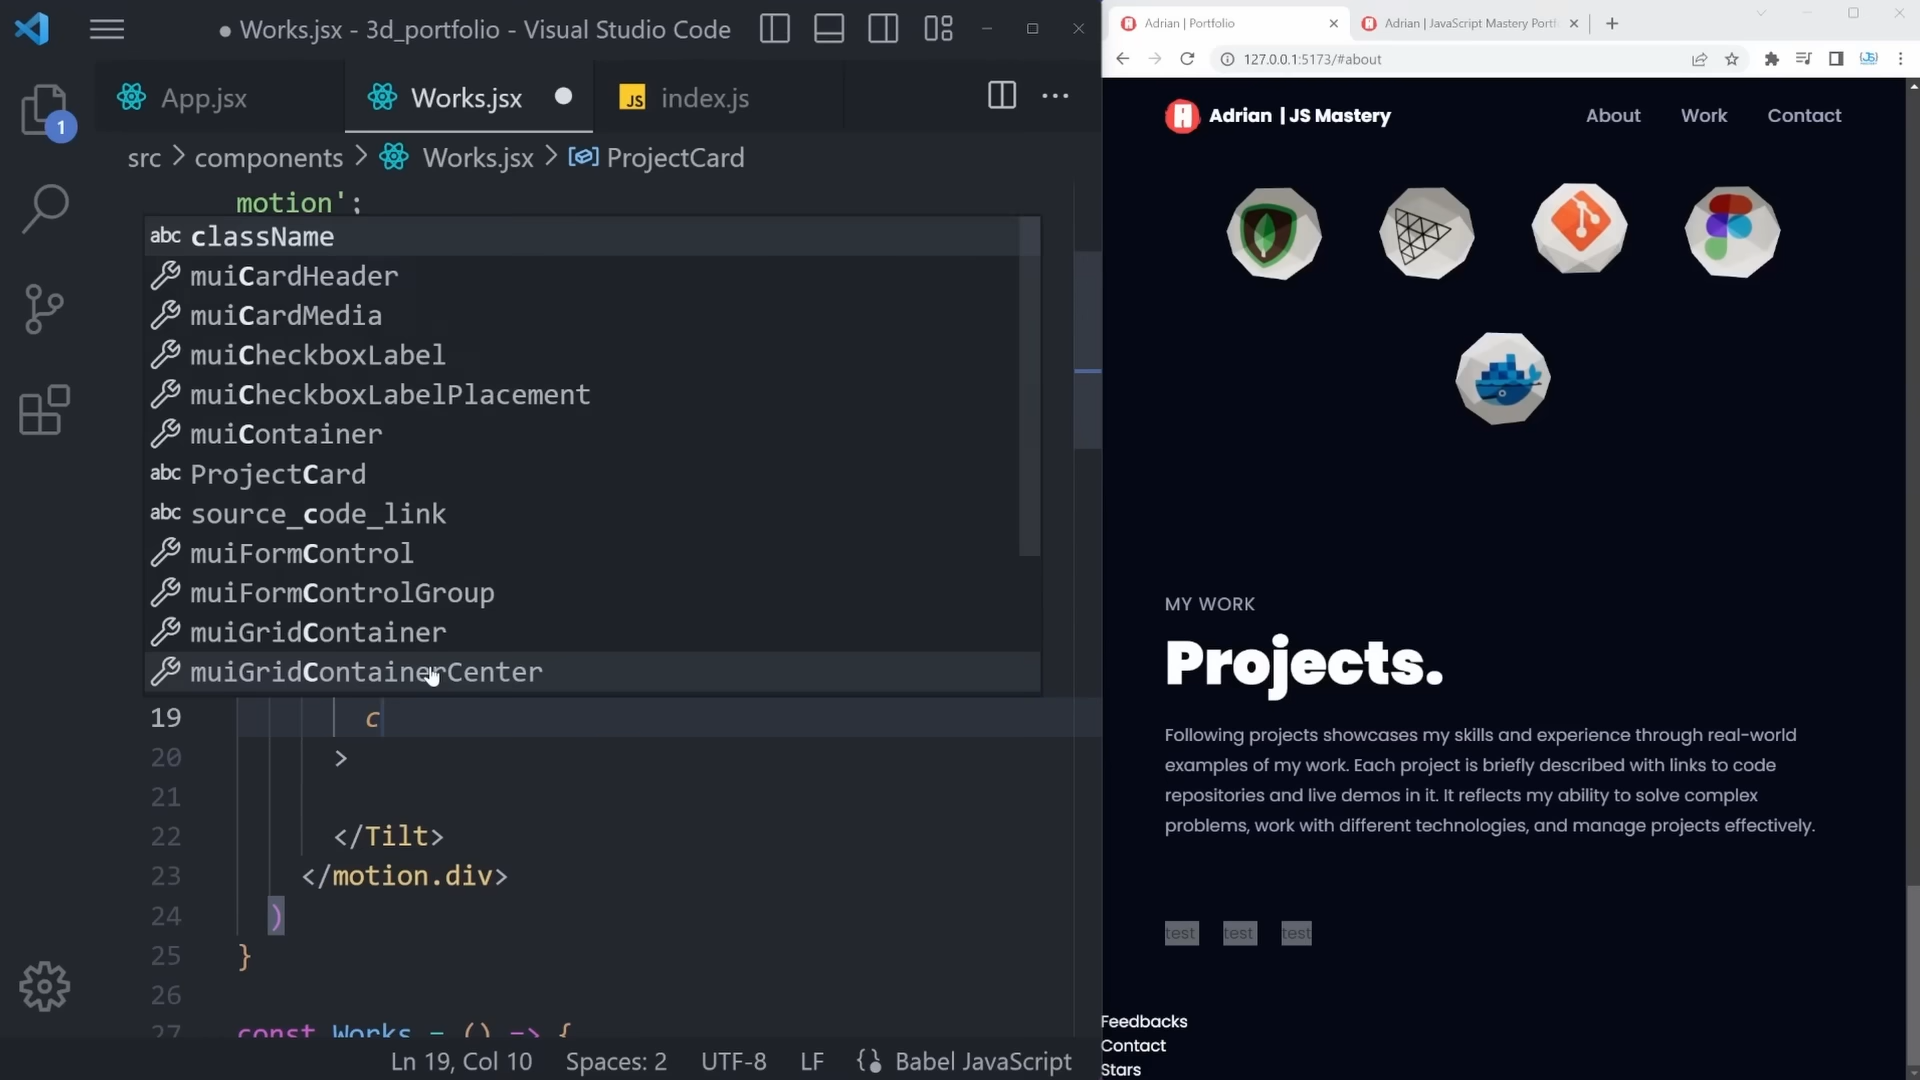 Works.jsx - 3d_portfolio - Visual Studio Code
App.jsx
Works.jsx
JS index.js
1
src > components > Works.jsx > ProjectCard
motion';
abc className
muiCardHeader
muiCardMedia
muiCheckboxLabel
muiCheckboxLabelPlacement
muiContainer
abc ProjectCard
abc source_code_link
muiFormControl
muiFormControlGroup
muiGridContainer
muiGridContainerCenter
19 c
20 >
21
22 </Tilt>
23 </motion.div>
24 )
25 }
26
27 const Works = () => {
Ln 19, Col 10 Spaces: 2 UTF-8 LF {} Babel JavaScript
Adrian | Portfolio
Adrian | JavaScript Mastery Portf
127.0.0.1:5173/#about
Adrian | JS Mastery
About Work Contact
MY WORK
Projects.
Following projects showcases my skills and experience through real-world
examples of my work. Each project is briefly described with links to code
repositories and live demos in it. It reflects my ability to solve complex
problems, work with different technologies, and manage projects effectively.
test test test
Feedbacks
Contact
Stars